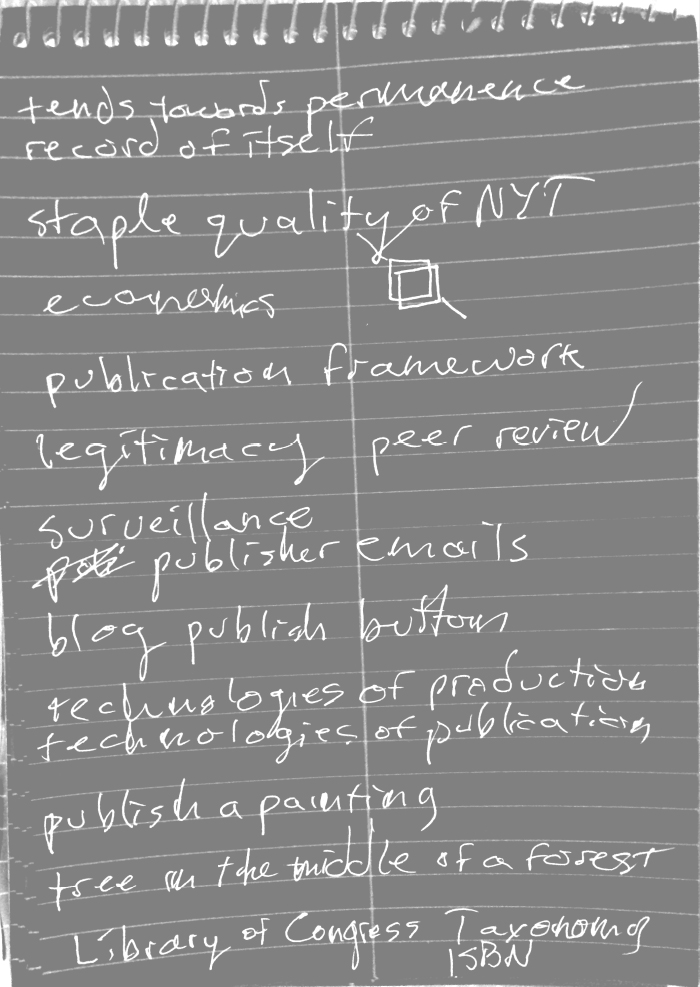 tends towards permanence
record of itself
staple quality of NYT
economics
publication framework
legitimacy peer review
surveillance
publisher emails
blog publish button
technologies of production
technologies of publication
publish a painting
tree in the middle of a forest
Library of Congress Taxonomy
ISBN